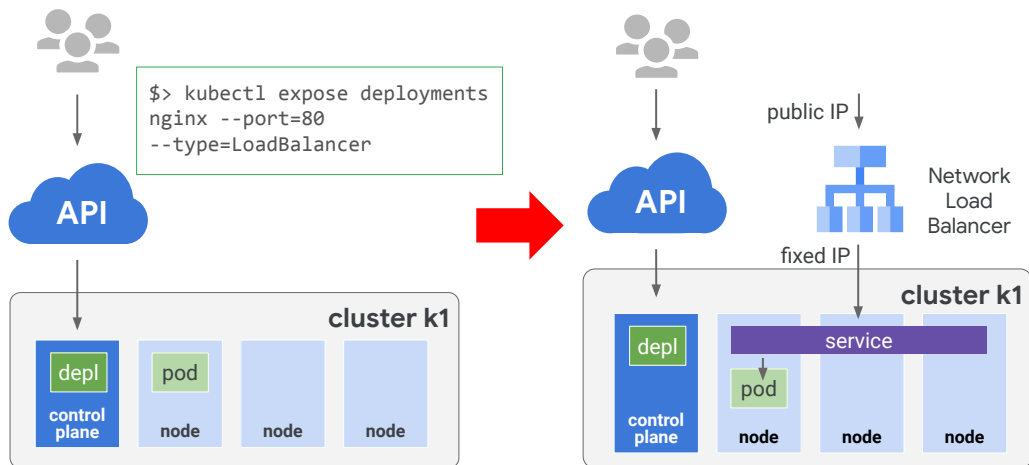 $> kubectl expose deployments
nginx --port=80
--type=LoadBalancer
API
cluster k1
depl
control
plane
pod
node
node
node
public IP
API
Network
Load
Balancer
fixed IP
cluster k1
depl
control
plane
service
pod
node
node
node